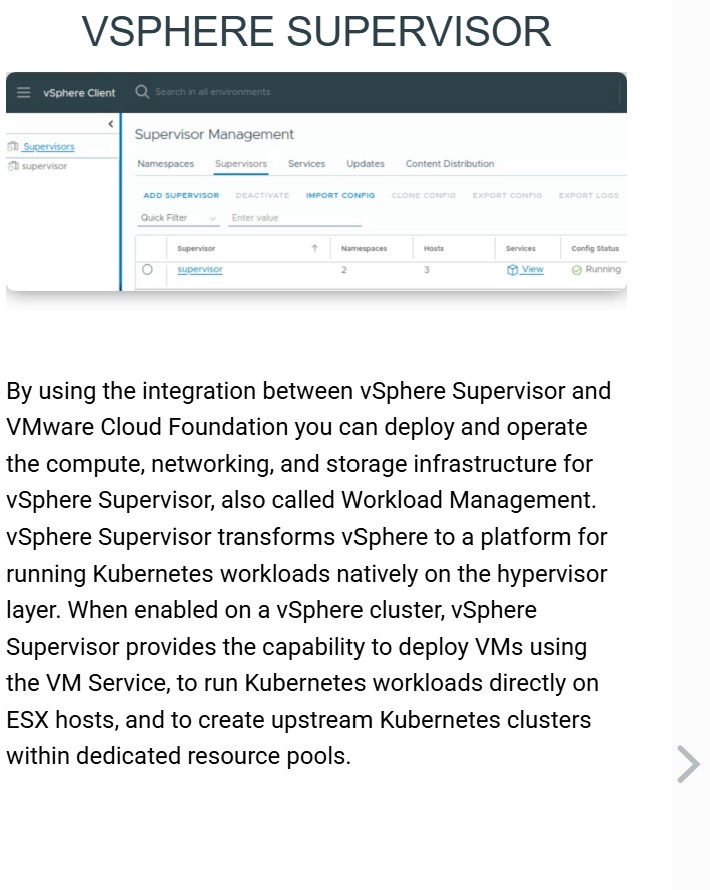 VSPHERE SUPERVISOR
vSphere Client Search in all environments
Supervisors
supervisor
Supervisor Management
Namespaces Supervisors Services Updates Content Distribution
ADD SUPERVISOR DEACTIVATE IMPORT CONFIG CLONE CONFIG EXPORT CONFIG EXPORT LOGS
Quick Filter Enter value
Supervisor Namespaces Hosts Services Config Status
supervisor 2 3 View Running
By using the integration between vSphere Supervisor and
VMware Cloud Foundation you can deploy and operate
the compute, networking, and storage infrastructure for
vSphere Supervisor, also called Workload Management.
vSphere Supervisor transforms vSphere to a platform for
running Kubernetes workloads natively on the hypervisor
layer. When enabled on a vSphere cluster, vSphere
Supervisor provides the capability to deploy VMs using
the VM Service, to run Kubernetes workloads directly on
ESX hosts, and to create upstream Kubernetes clusters
within dedicated resource pools.